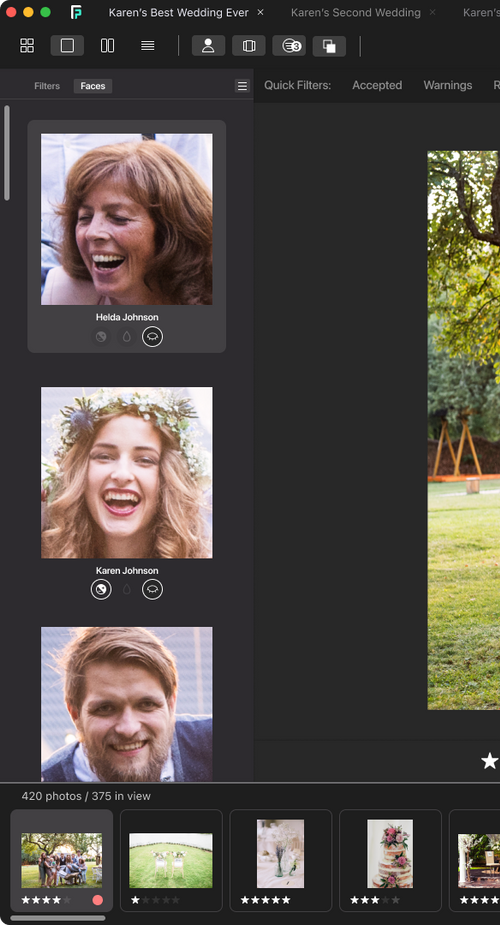 Karen's Best Wedding Ever × Karen's Second Wedding × Karen's
3
Filters Faces Quick Filters: Accepted Warnings R
Helda Johnson
Karen Johnson
420 photos / 375 in view